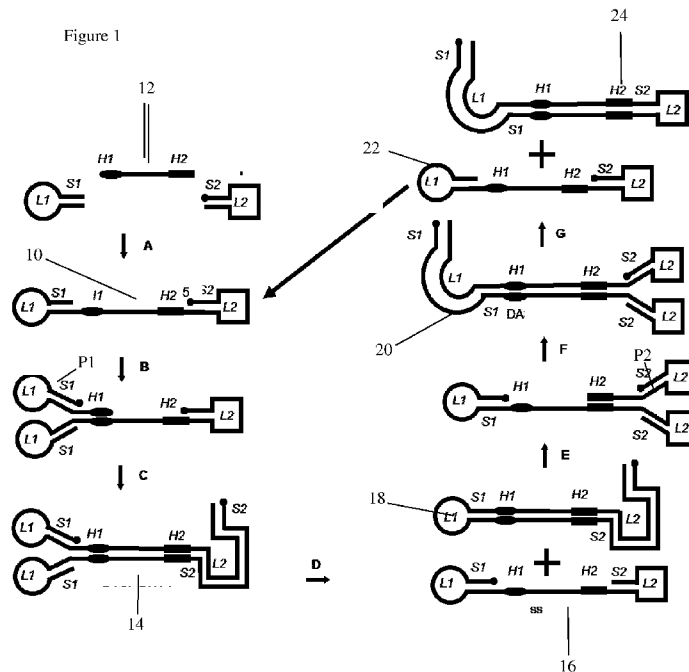 Figure 1
12
H1 H2
S1
L1
S2
L2
A
10
S1 I1 H2 5 S2
L1 L2
P1
B
S1
L1 H1 H2 L2
L1 S1
C
S2
L1 S1 H1 H2 L2
L1 S1 S2
14
D
24
S1
L1 H1 H2 S2
S1 L2
22
L1 H1 H2 S2 L2
G
S1
L1 H1 H2 S2 L2
S1 DA S2 L2
20
F
P2
H1 H2 S2 L2
L1 S1 S2 L2
E
18
S1 H1 H2
L1 S2 L2
S1 H1 H2 S2
L1 L2
ss
16